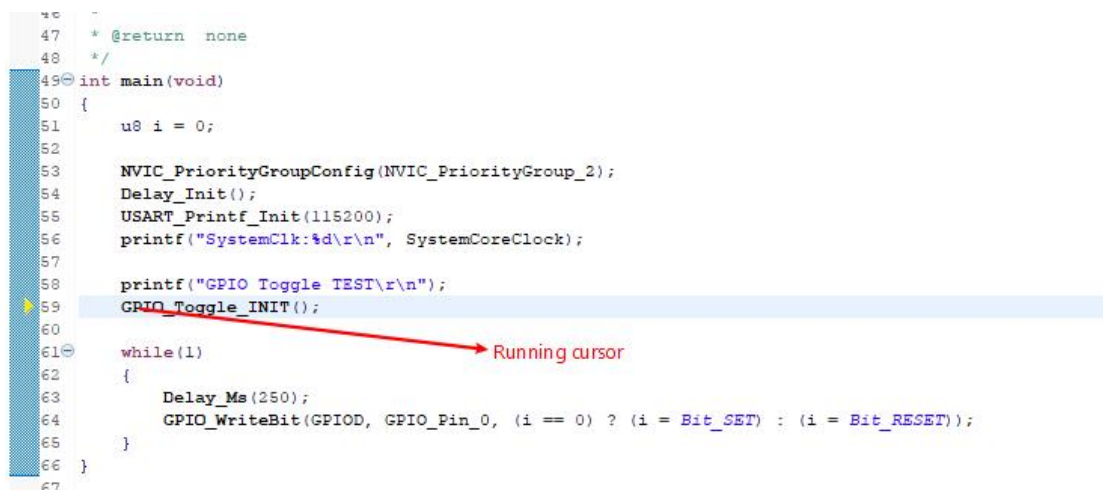 47 * @return none
48 */
49 int main(void)
50 {
51 u8 i = 0;
52
53 NVIC_PriorityGroupConfig(NVIC_PriorityGroup_2);
54 Delay_Init();
55 USART_Printf_Init(115200);
56 printf("SystemClk:%d\r\n", SystemCoreClock);
57
58 printf("GPIO Toggle TEST\r\n");
59 GPIO_Toggle_INIT();
60
61 while(1)
Running cursor
62 {
63 Delay_Ms(250);
64 GPIO_WriteBit(GPIOD, GPIO_Pin_0, (i == 0) ? (i = Bit_SET) : (i = Bit_RESET));
65 }
66 }
67